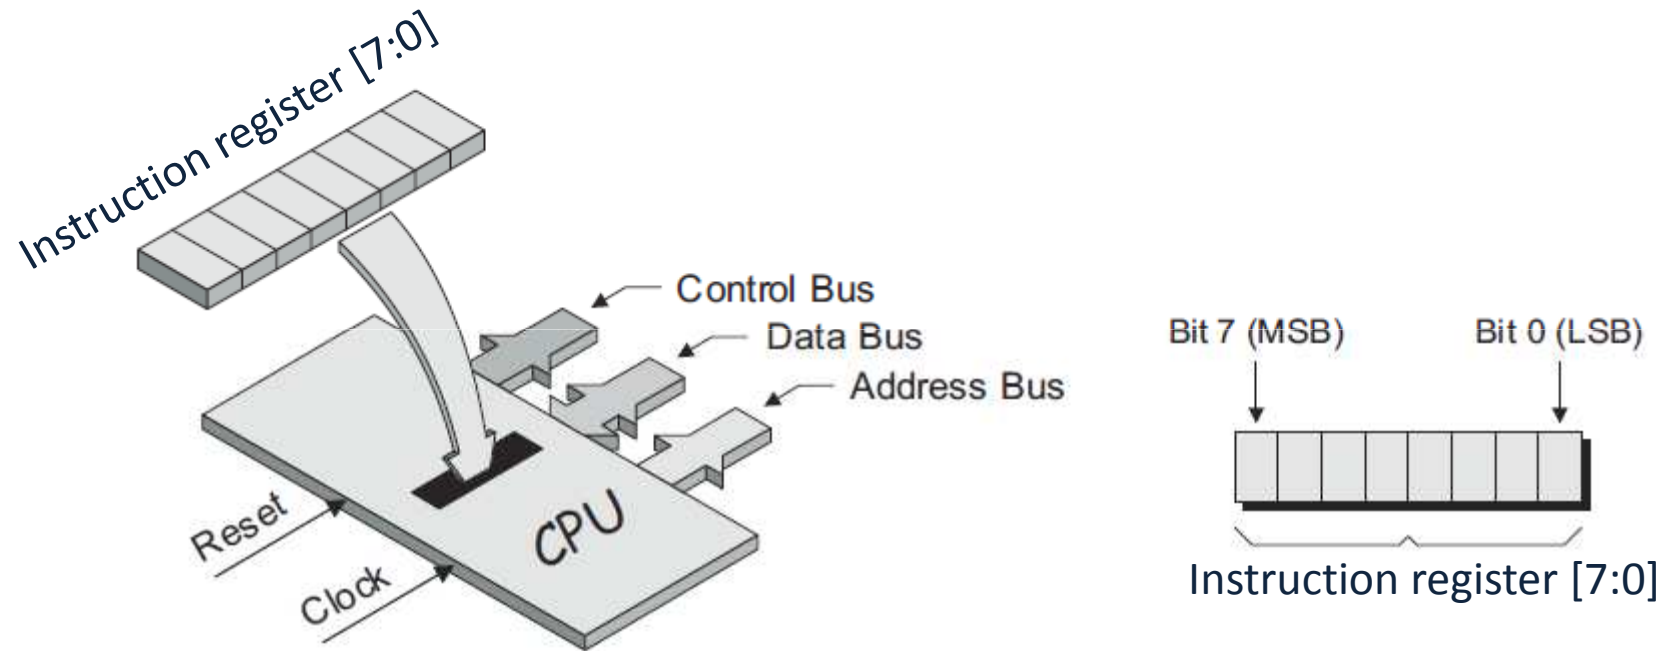 Instruction register [7:0]
Control Bus
Data Bus
Address Bus
Reset
Clock
CPU
Bit 7 (MSB)
Bit 0 (LSB)
Instruction register [7:0]